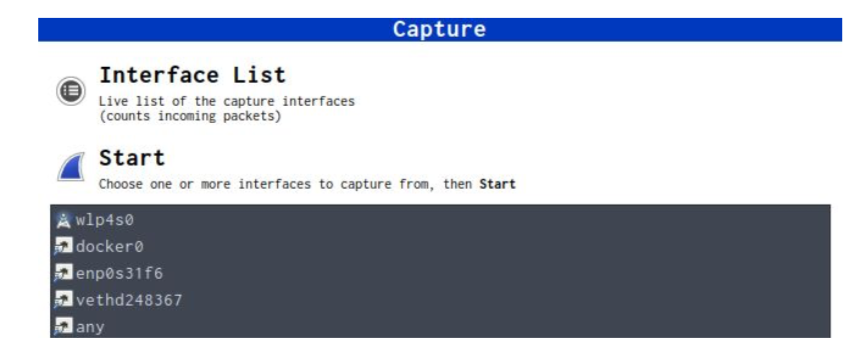 Capture
Interface List
Live list of the capture interfaces
(counts incoming packets)
Start
Choose one or more interfaces to capture from, then Start
wlp4s0
docker0
enp0s31f6
vethd248367
any